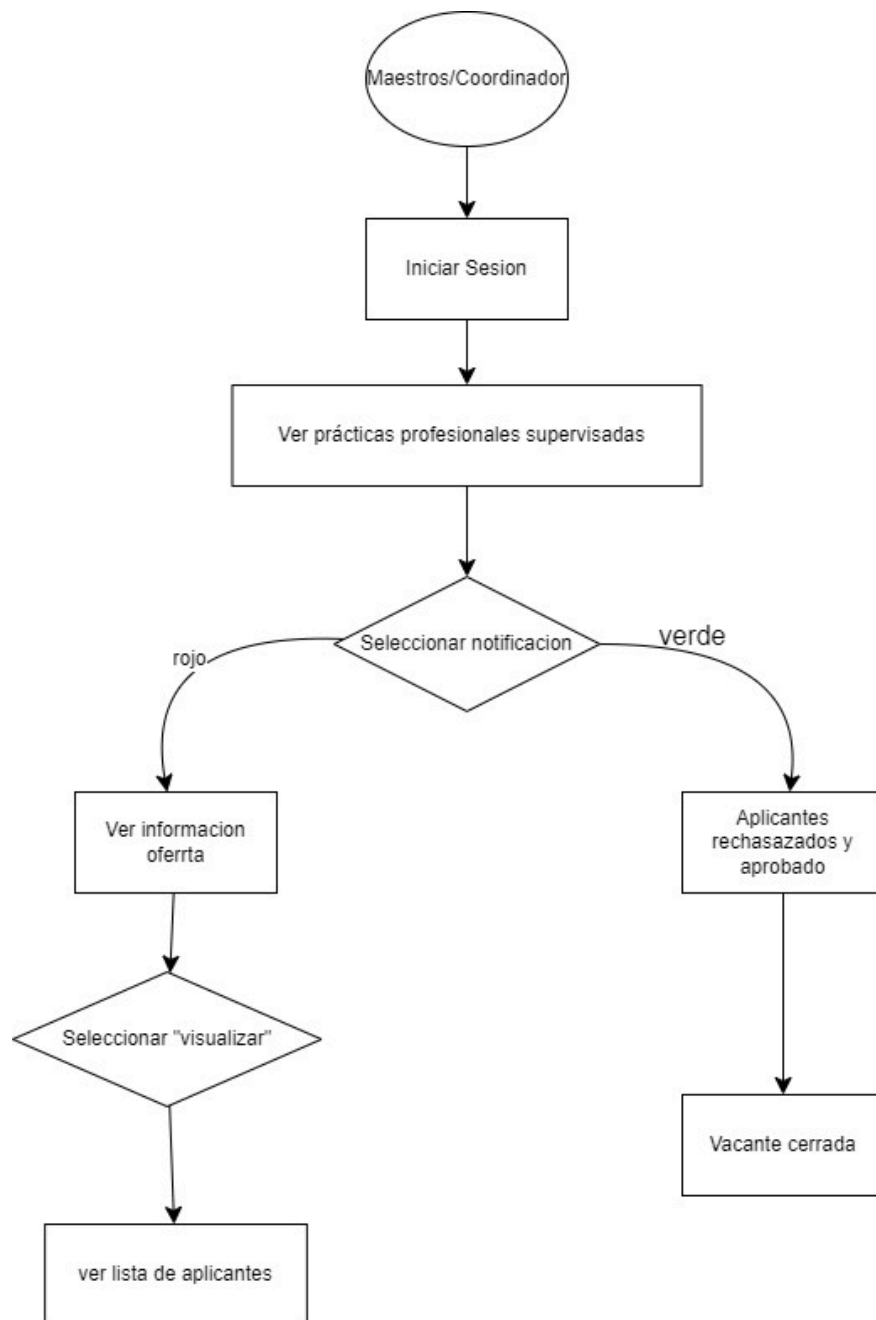 Maestros/Coordinador
Iniciar Sesion
Ver prácticas profesionales supervisadas
Seleccionar notificacion
rojo
verde
Ver informacion
oferrta
Aplicantes
rechasazados y
aprobado
Seleccionar "visualizar"
Vacante cerrada
ver lista de aplicantes